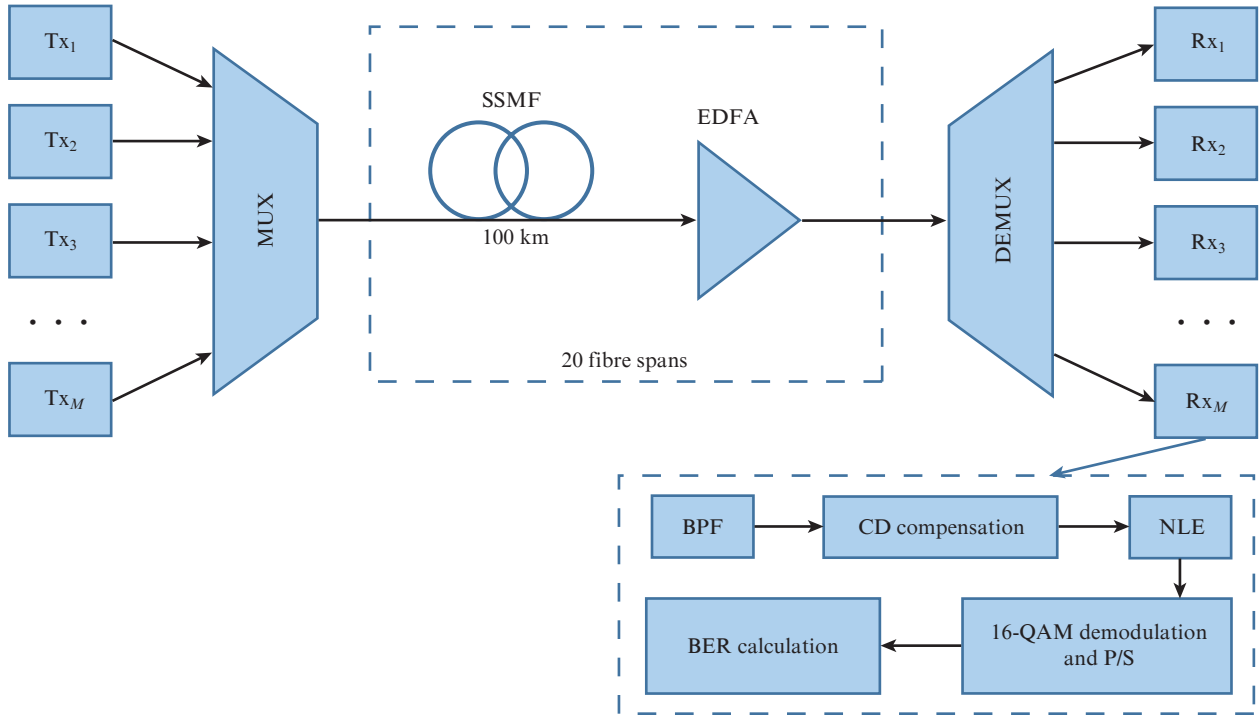 Tx1
Tx2
Tx3
. . .
TxM
MUX
SSMF
100 km
EDFA
20 fibre spans
DEMUX
Rx1
Rx2
Rx3
. . .
RxM
BPF
CD compensation
NLE
BER calculation
16-QAM demodulation
and P/S